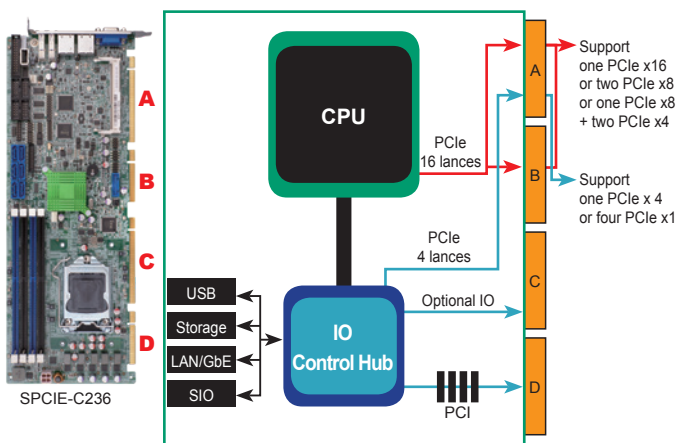 A
B
C
D
SPCIE-C236
CPU
PCIe
16 lances
PCIe
4 lances
Optional IO
IO
Control Hub
PCI
USB
Storage
LAN/GbE
SIO
A
B
C
D
Support
one PCIe x16
or two PCIe x8
or one PCIe x8
+ two PCIe x4
Support
one PCIe x 4
or four PCIe x1